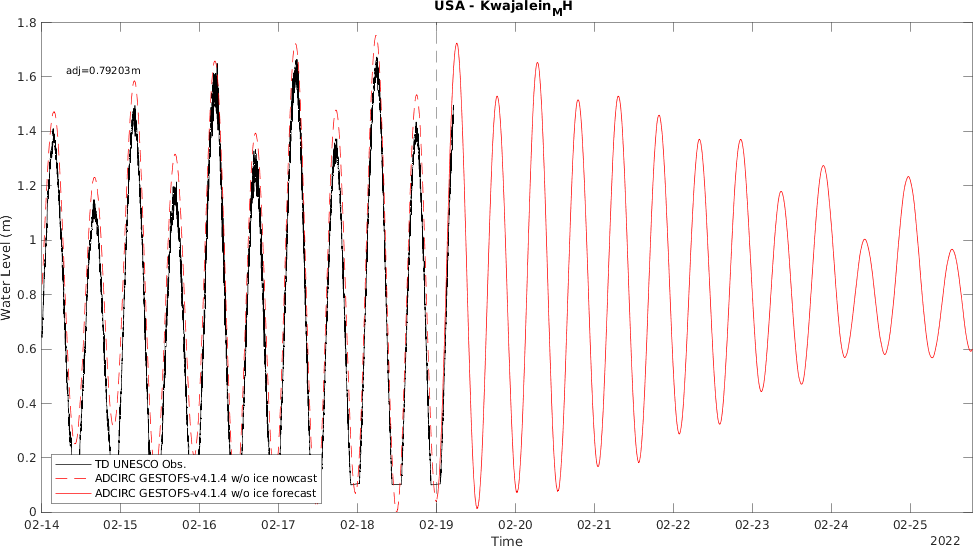 USA - Kwajalein_MH
1.8
1.6
1.4
1.2
1
0.8
0.6
0.4
0.2
0
Water Level (m)
adj=0.79203m
TD UNESCO Obs.
ADCIRC GESTOFS-v4.1.4 w/o ice nowcast
ADCIRC GESTOFS-v4.1.4 w/o ice forecast
02-14 02-15 02-16 02-17 02-18 02-19 02-20 02-21 02-22 02-23 02-24 02-25
Time
2022